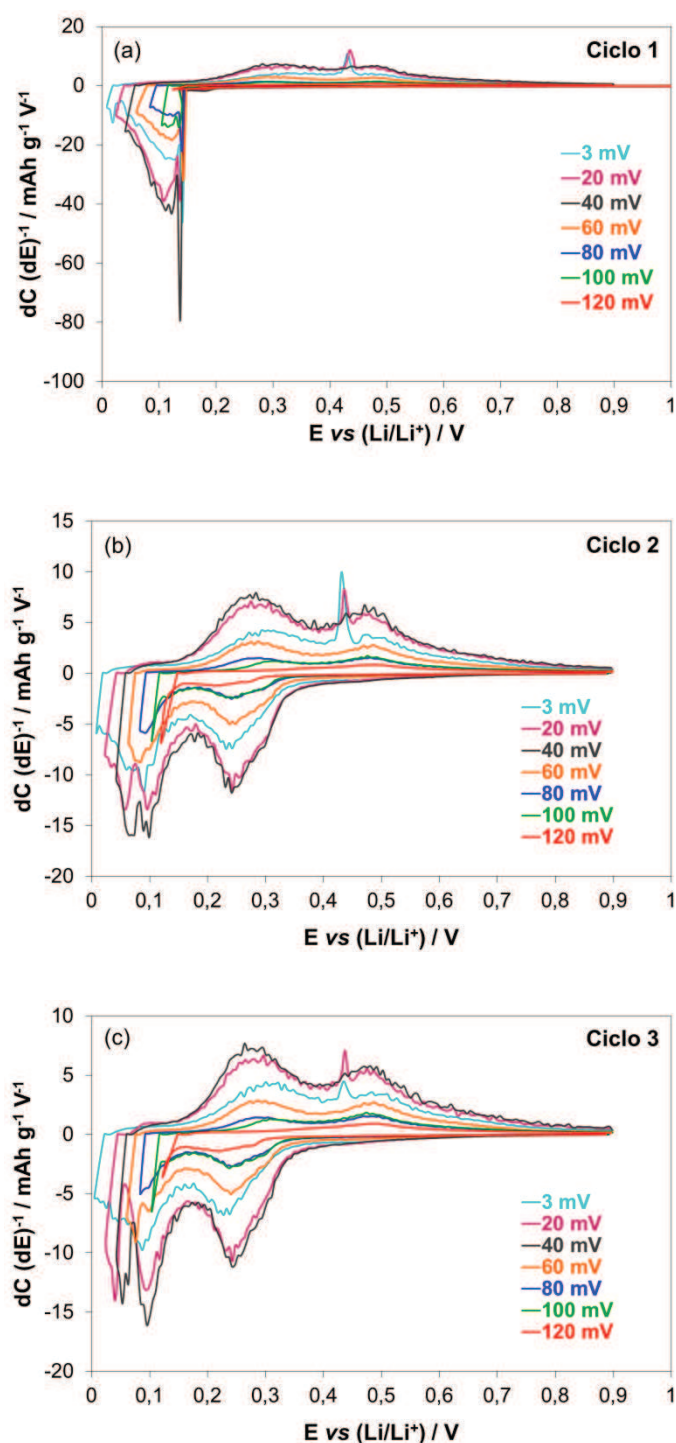 (a)
Ciclo 1
20
0
-20
-40
-60
-80
-100
dC (dE)⁻¹ / mAh g⁻¹ V⁻¹
3 mV
20 mV
40 mV
60 mV
80 mV
100 mV
120 mV
0 0,1 0,2 0,3 0,4 0,5 0,6 0,7 0,8 0,9 1
E vs (Li/Li⁺) / V
(b)
Ciclo 2
15
10
5
0
-5
-10
-15
-20
dC (dE)⁻¹ / mAh g⁻¹ V⁻¹
3 mV
20 mV
40 mV
60 mV
80 mV
100 mV
120 mV
0 0,1 0,2 0,3 0,4 0,5 0,6 0,7 0,8 0,9 1
E vs (Li/Li⁺) / V
(c)
Ciclo 3
10
5
0
-5
-10
-15
-20
dC (dE)⁻¹ / mAh g⁻¹ V⁻¹
3 mV
20 mV
40 mV
60 mV
80 mV
100 mV
120 mV
0 0,1 0,2 0,3 0,4 0,5 0,6 0,7 0,8 0,9 1
E vs (Li/Li⁺) / V